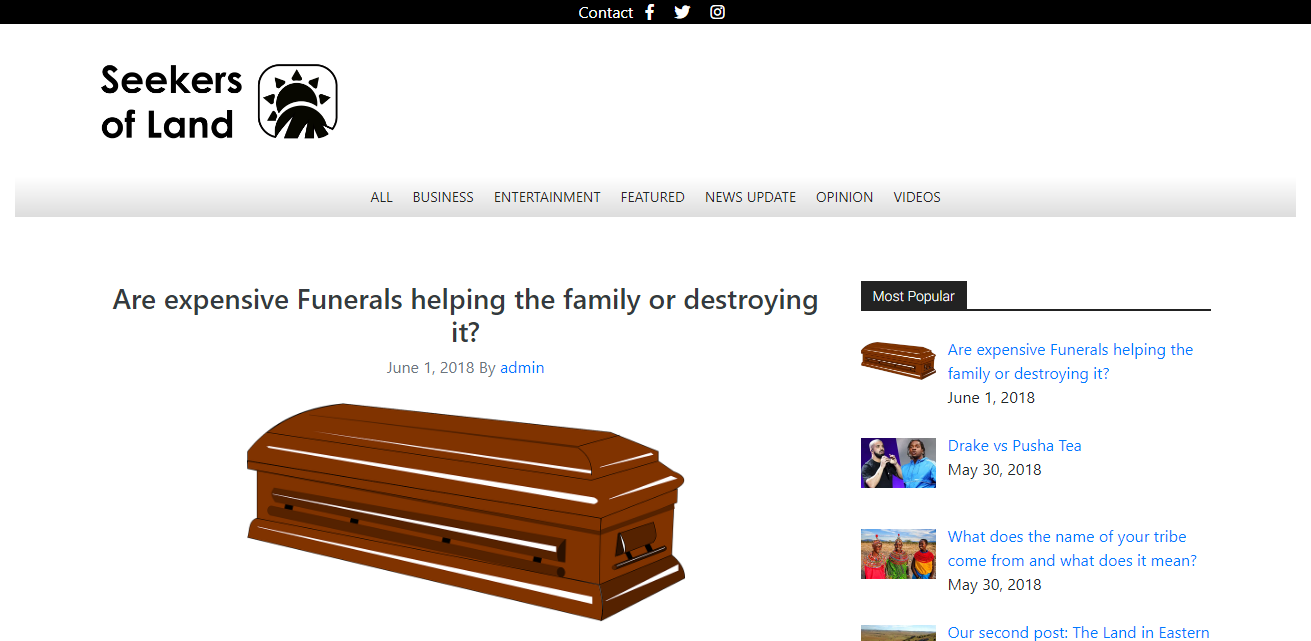 Contact
Seekers
of Land
ALL BUSINESS ENTERTAINMENT FEATURED NEWS UPDATE OPINION VIDEOS
Are expensive Funerals helping the family or destroying
it?
June 1, 2018 By admin
Most Popular
Are expensive Funerals helping the
family or destroying it?
June 1, 2018
Drake vs Pusha Tea
May 30, 2018
What does the name of your tribe
come from and what does it mean?
May 30, 2018
Our second post: The Land in Eastern